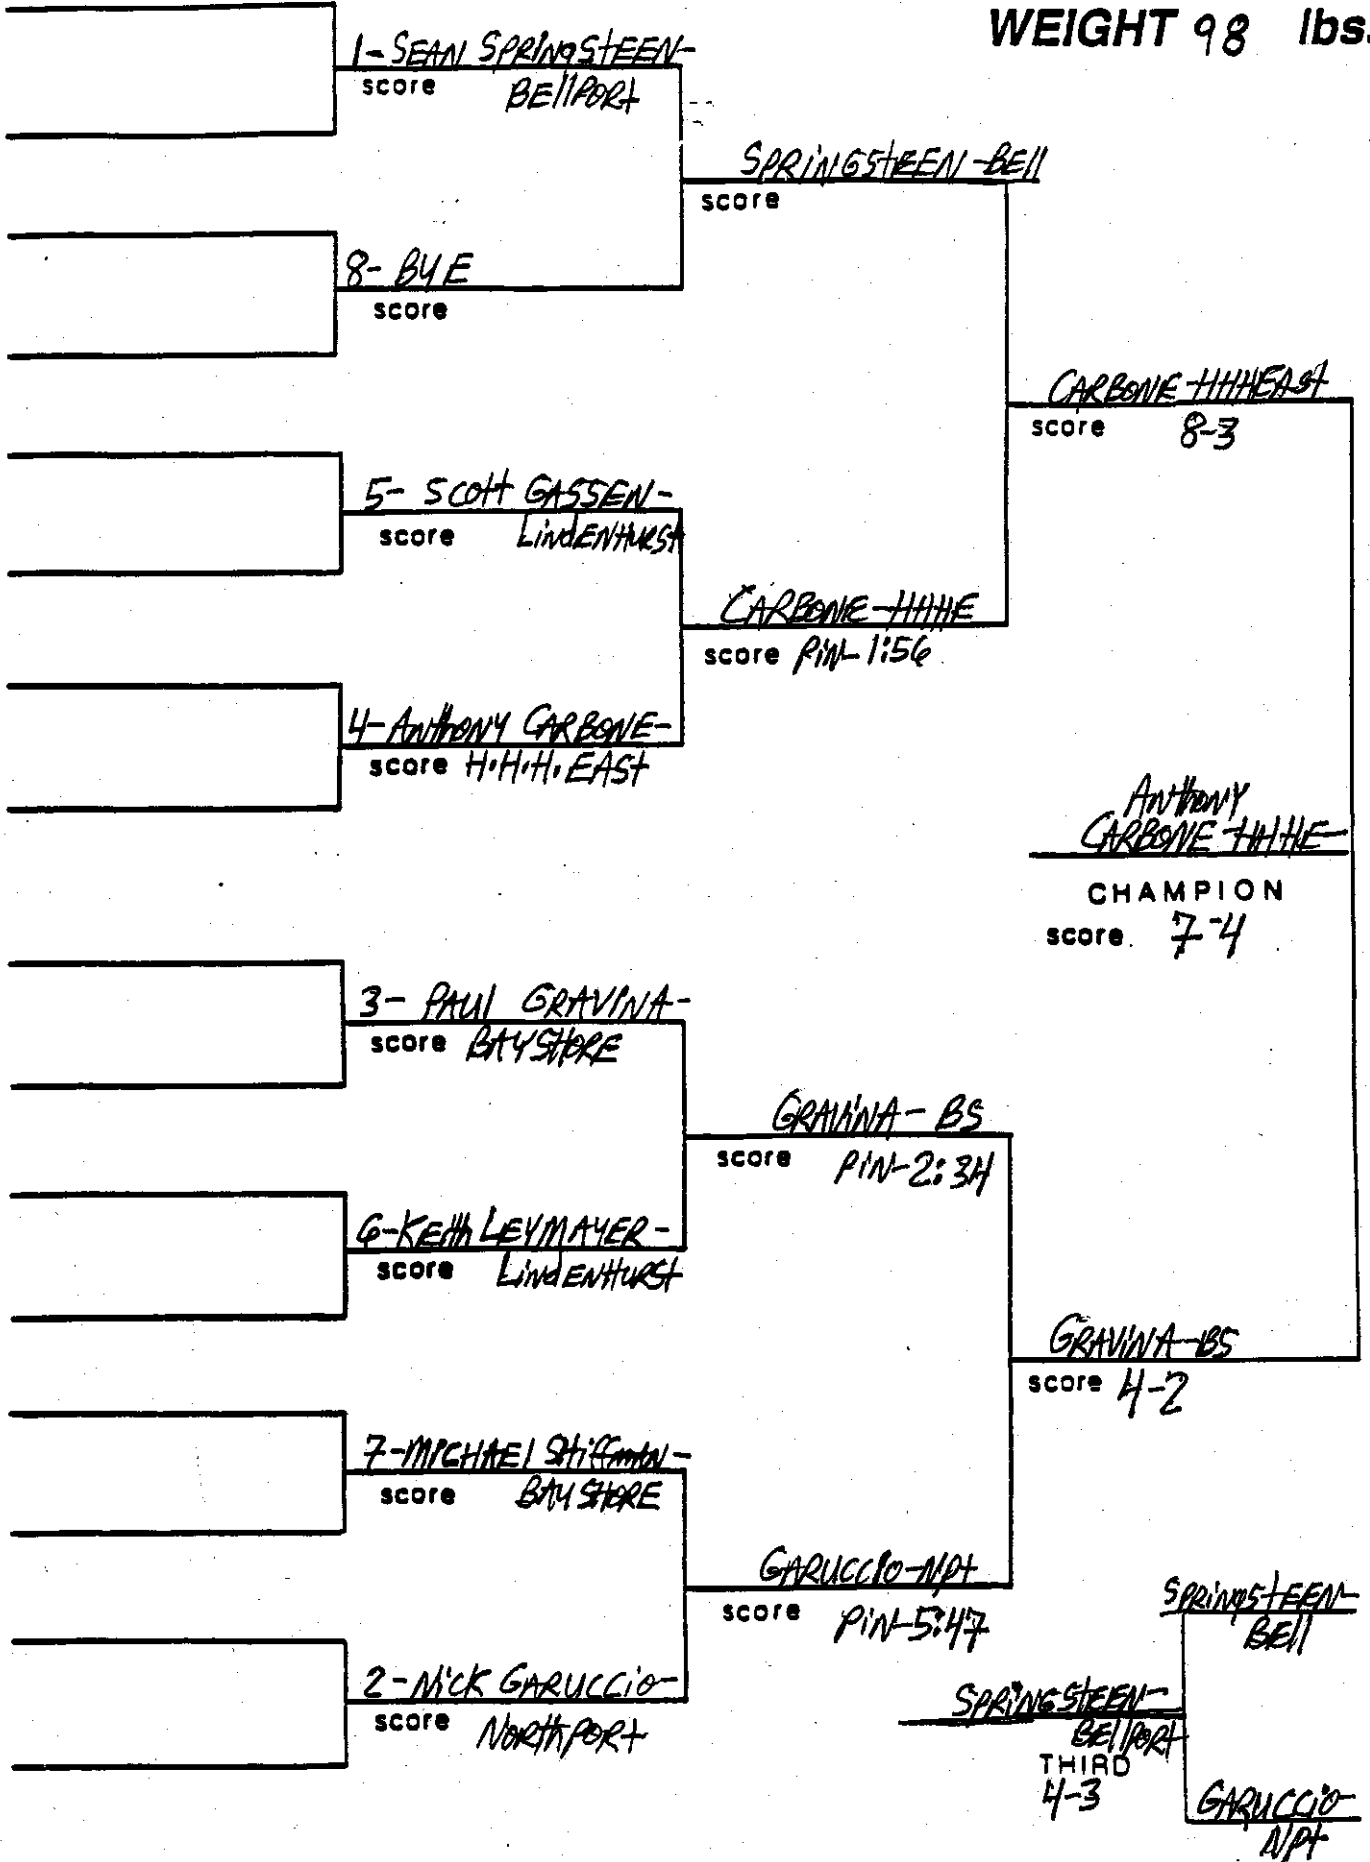 WEIGHT 98 lbs.
1- SEAN SPRINGSTEEN-
score BEllPORt
SPRINGSTEEN-BEll
score
8- BYE
score
CARBONE-HHHEASt
score 8-3
5- SCOtt GASSEN-
score LindENHURSt
CARBONE-HHHE
score PiN-1:56
4- ANthONY CARBONE-
score H.H.H. EASt
ANthONY
CARBONE-HHHE-
CHAMPION
score. 7-4
3- PAUl GRAVINA-
score BAYSHORE
GRAVINA- BS
score PIN-2:34
6-KEith LEYMAYER-
score LindENHURSt
GRAVINA-BS
score 4-2
7-MICHAEl
score BAYSHORE
GARUCCIO-NPt
score PiN-5:47
SPRINGSTEEN-
BEll
2-NICK GARUCCiO-
score NORthPORt
SPRINGSTEEN-
BEllPORt
THIRD
4-3
GARUCCIO-
NPt